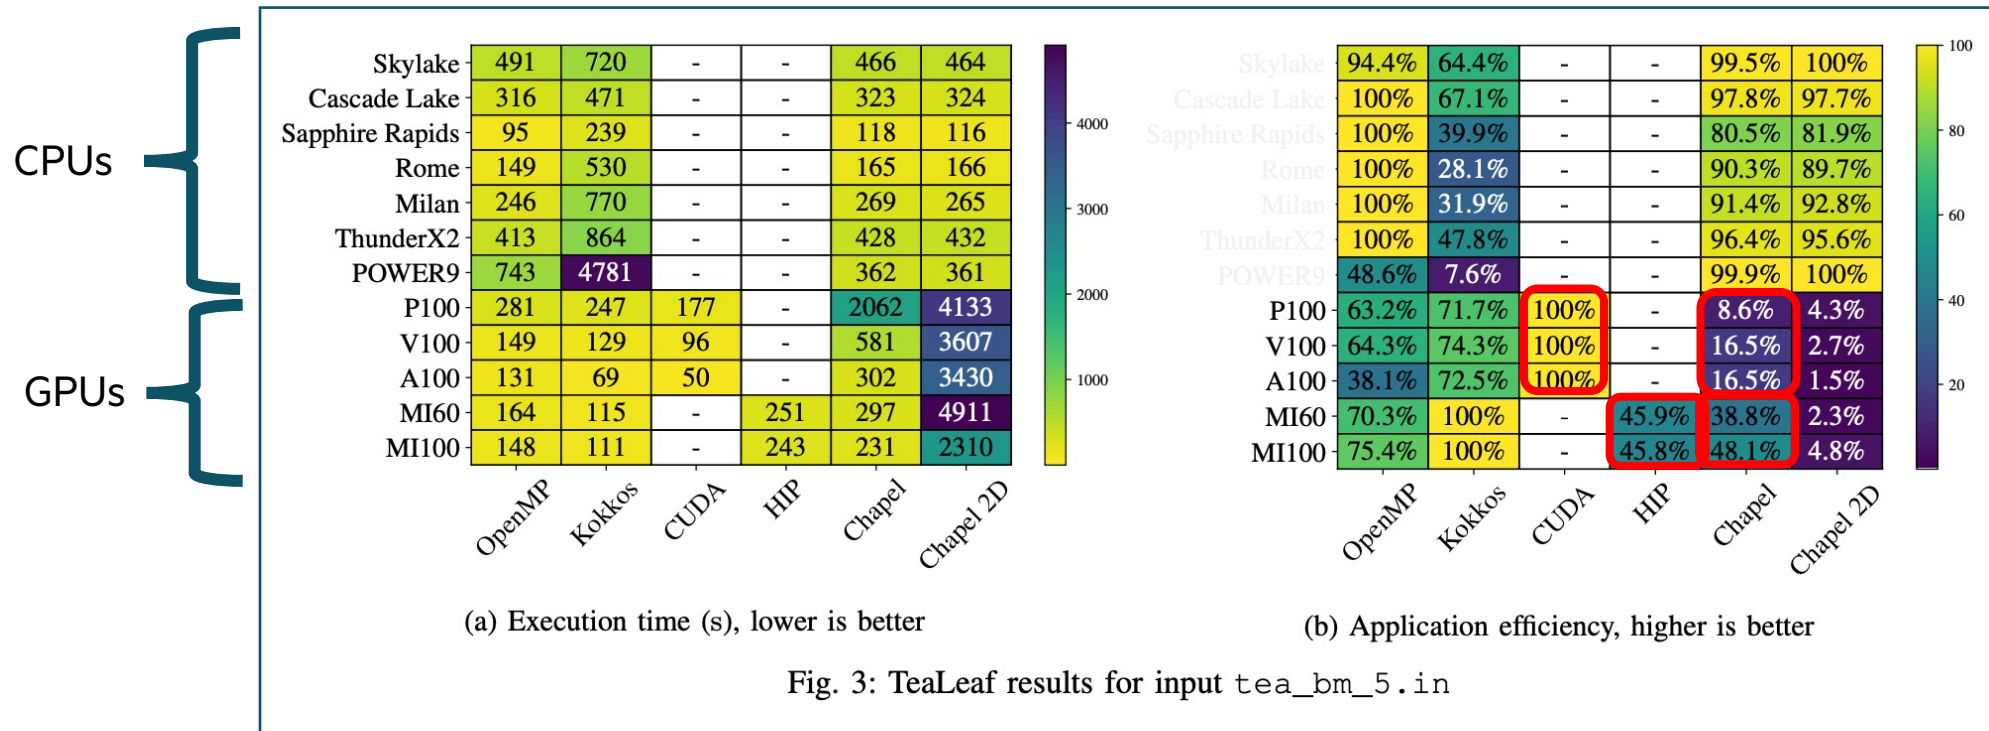 CPUs
GPUs
Skylake 491 720 - - 466 464
Cascade Lake 316 471 - - 323 324
Sapphire Rapids 95 239 - - 118 116
Rome 149 530 - - 165 166
Milan 246 770 - - 269 265
ThunderX2 413 864 - - 428 432
POWER9 743 4781 - - 362 361
P100 281 247 177 - 2062 4133
V100 149 129 96 - 581 3607
A100 131 69 50 - 302 3430
MI60 164 115 - 251 297 4911
MI100 148 111 - 243 231 2310
OpenMP Kokkos CUDA HIP Chapel Chapel 2D
4000
3000
2000
1000
(a) Execution time (s), lower is better
Skylake 94.4% 64.4% - - 99.5% 100%
Cascade Lake 100% 67.1% - - 97.8% 97.7%
Sapphire Rapids 100% 39.9% - - 80.5% 81.9%
Rome 100% 28.1% - - 90.3% 89.7%
Milan 100% 31.9% - - 91.4% 92.8%
ThunderX2 100% 47.8% - - 96.4% 95.6%
POWER9 48.6% 7.6% - - 99.9% 100%
P100 63.2% 71.7% 100% - 8.6% 4.3%
V100 64.3% 74.3% 100% - 16.5% 2.7%
A100 38.1% 72.5% 100% - 16.5% 1.5%
MI60 70.3% 100% - 45.9% 38.8% 2.3%
MI100 75.4% 100% - 45.8% 48.1% 4.8%
OpenMP Kokkos CUDA HIP Chapel Chapel 2D
100
80
60
40
20
(b) Application efficiency, higher is better
Fig. 3: TeaLeaf results for input tea_bm_5.in